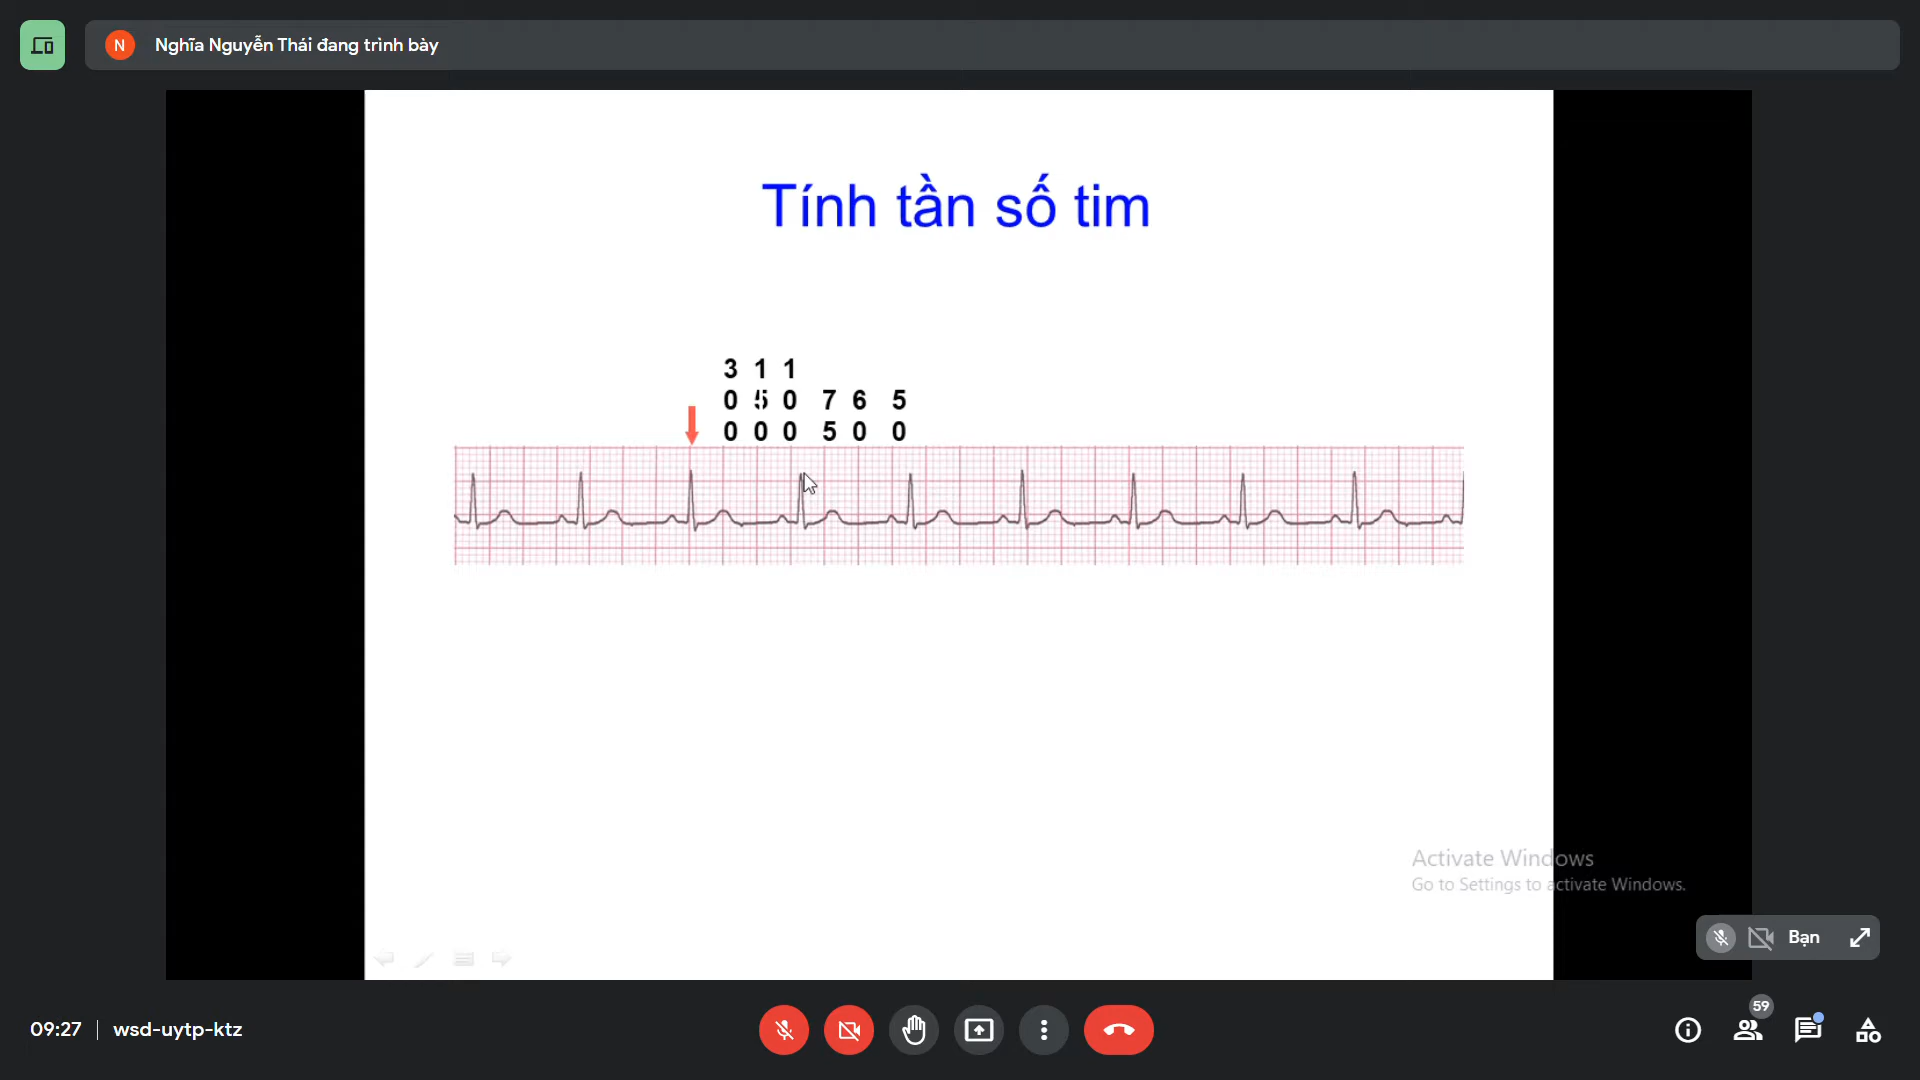 N Nghĩa Nguyễn Thái đang trình bày
Tính tần số tim
3 1 1
0 5 0 7 6 5
0 0 0 5 0 0
Activate Windows
Go to Settings to activate Windows.
Bạn
59
09:27 | wsd-uytp-ktz